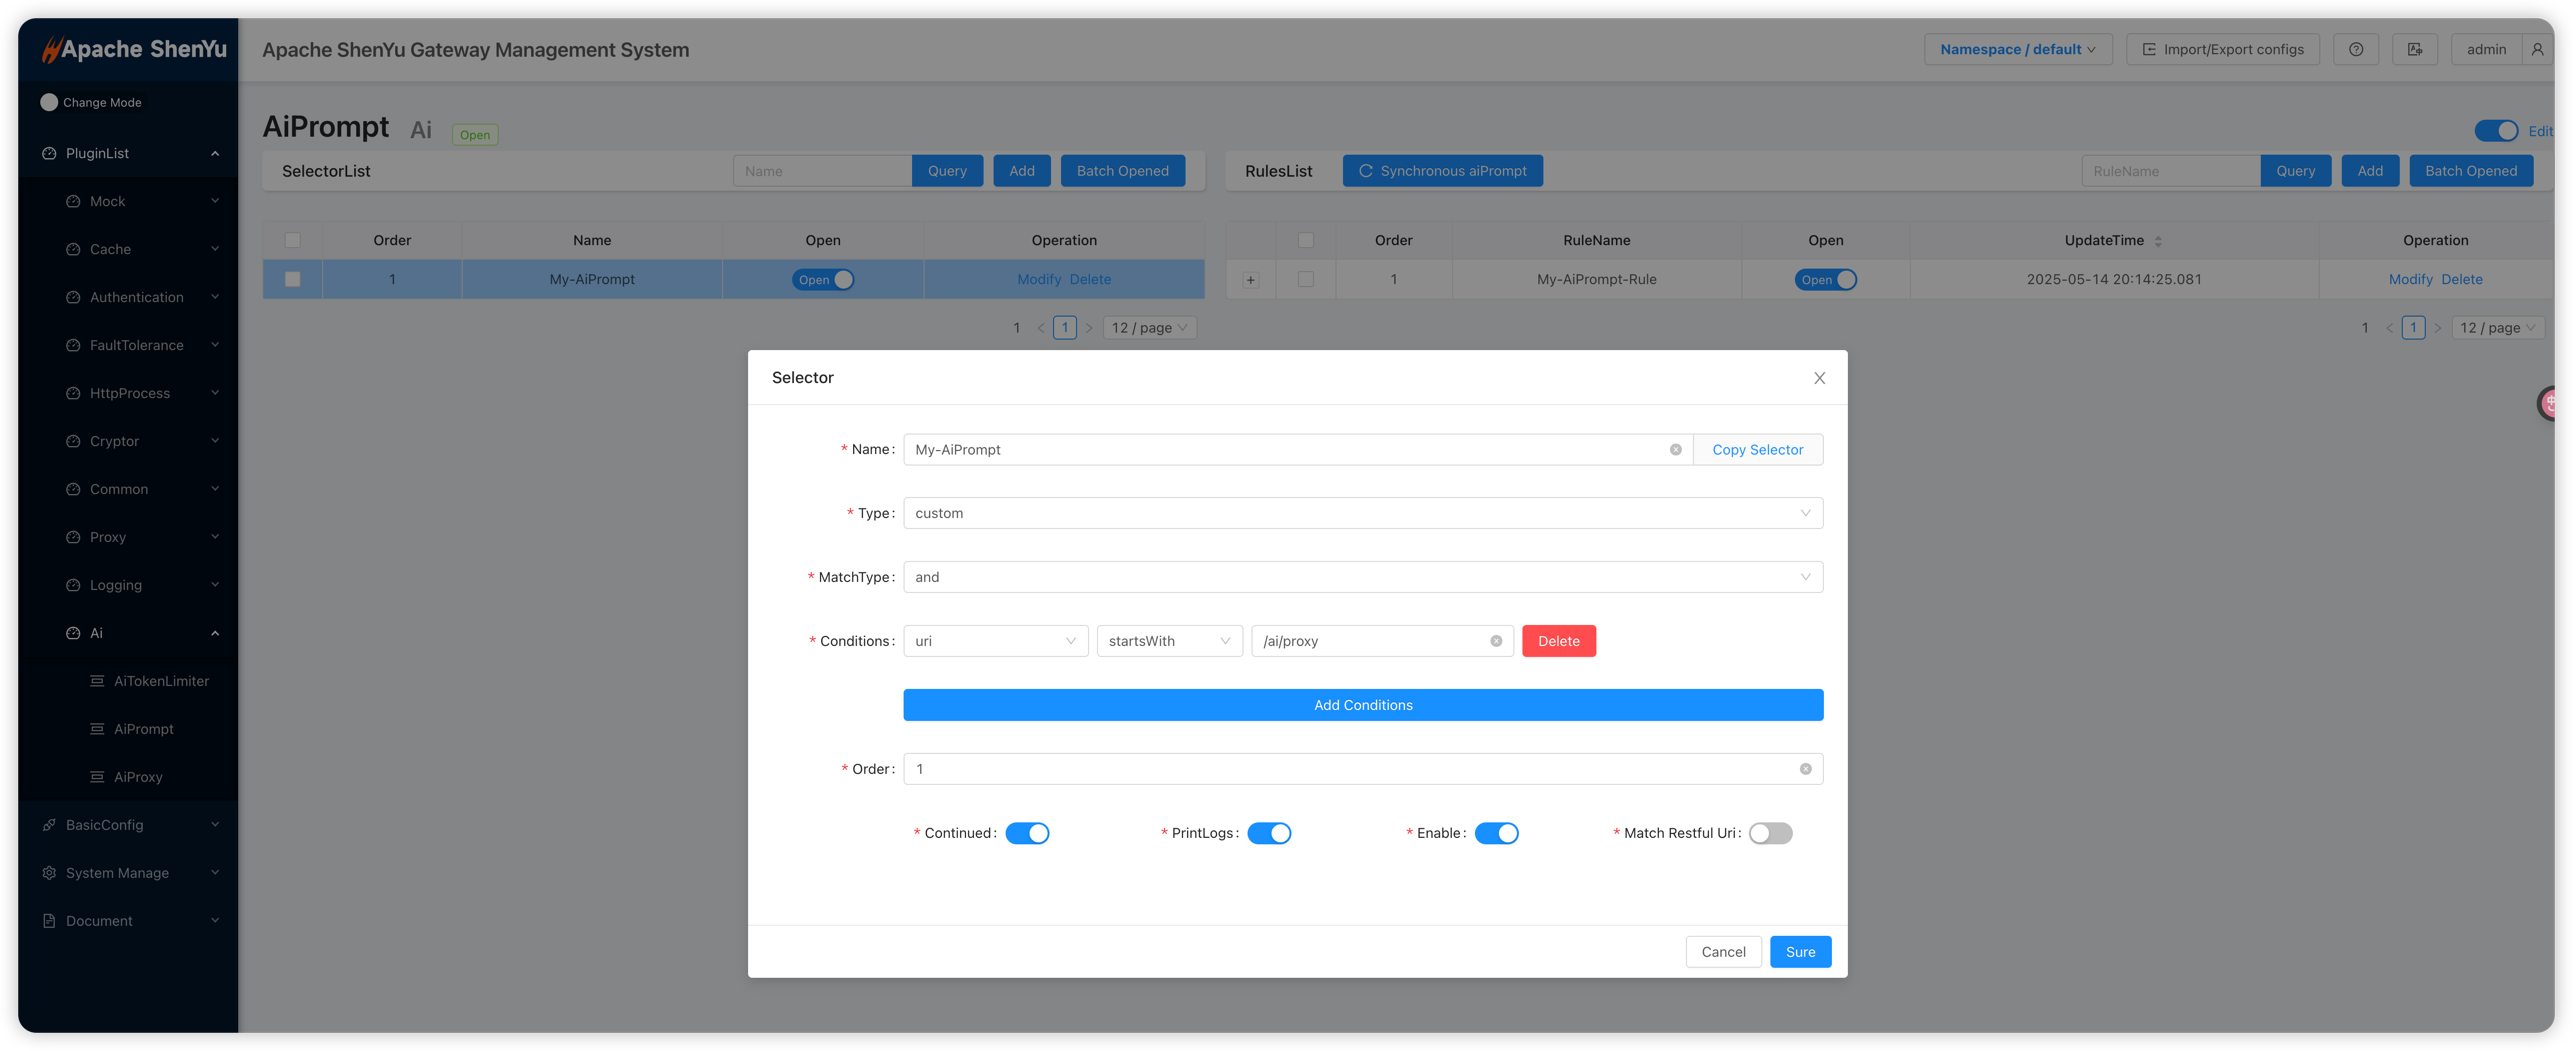 Apache ShenYu
Apache ShenYu Gateway Management System
Namespace / default
Import/Export configs
admin
Change Mode
PluginList
Mock
Cache
Authentication
FaultTolerance
HttpProcess
Cryptor
Common
Proxy
Logging
Ai
AiTokenLimiter
AiPrompt
AiProxy
BasicConfig
System Manage
Document
AiPrompt Ai Open
Edit
SelectorList Name Query Add Batch Opened
RulesList Synchronous aiPrompt RuleName Query Add Batch Opened
Order Name Open Operation
1 My-AiPrompt Open Modify Delete
1 < 1 > 12 / page
Order RuleName Open UpdateTime Operation
+ 1 My-AiPrompt-Rule Open 2025-05-14 20:14:25.081 Modify Delete
1 < 1 > 12 / page
Selector
* Name: My-AiPrompt Copy Selector
* Type: custom
* MatchType: and
* Conditions: uri startsWith /ai/proxy Delete
Add Conditions
* Order: 1
* Continued: * PrintLogs: * Enable: * Match Restful Uri:
Cancel Sure